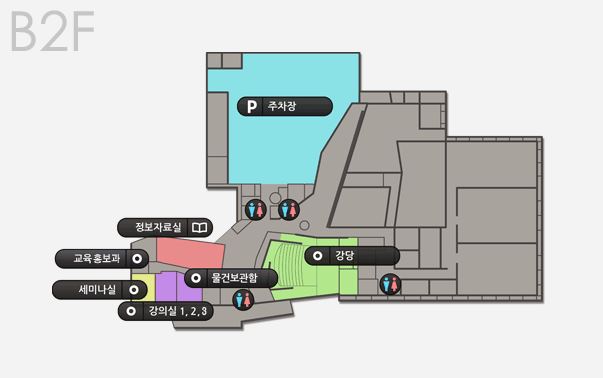 B2F
P 주차장
정보자료실
교육홍보과
강당
물건보관함
세미나실
강의실 1, 2, 3